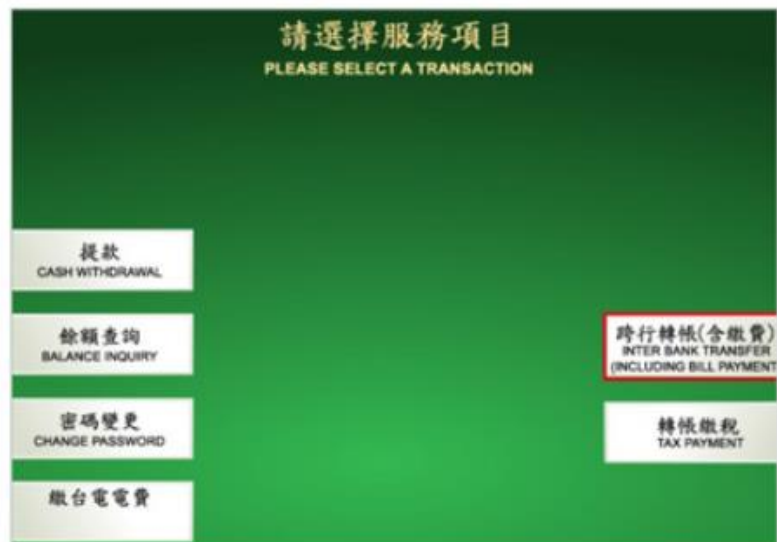 請選擇服務項目
PLEASE SELECT A TRANSACTION
提款
CASH WITHDRAWAL
餘額查詢
BALANCE INQUIRY
密碼變更
CHANGE PASSWORD
繳台電電費
跨行轉帳(含繳費)
INTER BANK TRANSFER
(INCLUDING BILL PAYMENT
轉帳繳稅
TAX PAYMENT